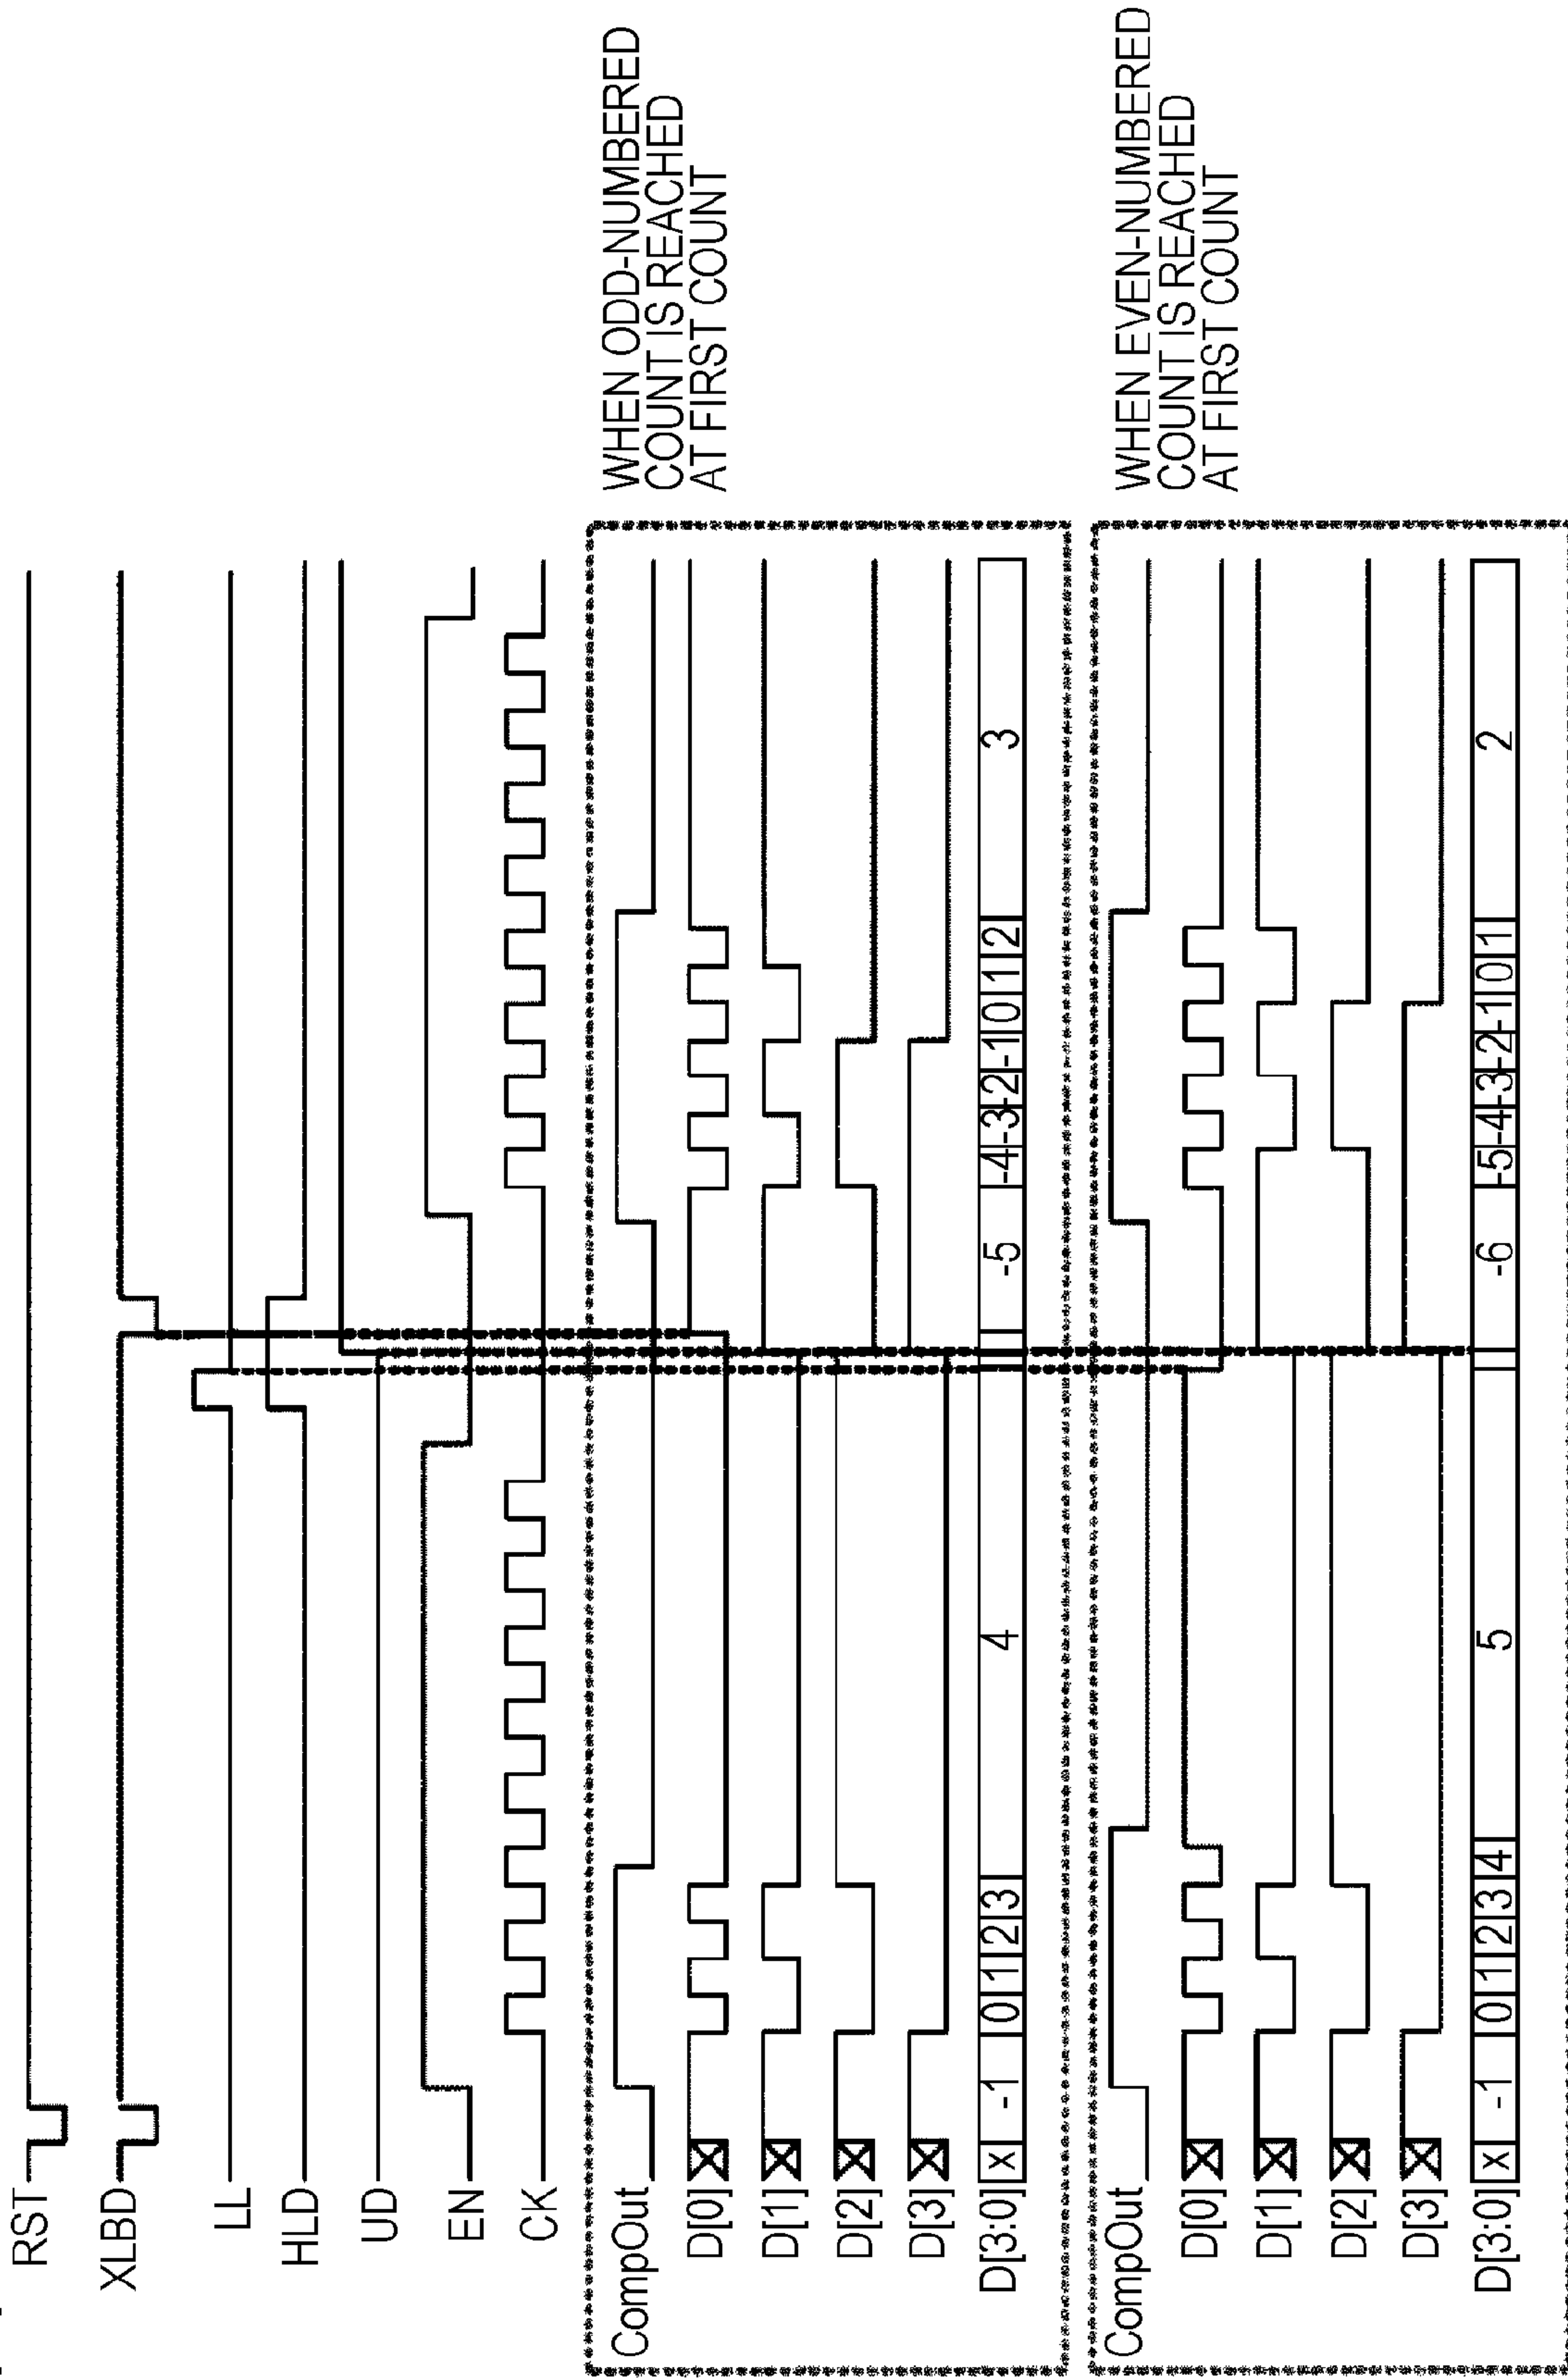 RST
XLBD
LL
HLD
UD
EN
CK
WHEN ODD-NUMBERED
COUNT IS REACHED
AT FIRST COUNT
CompOut
D[0]
D[1]
D[2]
D[3]
D[3:0] x -1 0 1 2 3 4 -5 -4 -3 -2 -1 0 1 2 3
WHEN EVEN-NUMBERED
COUNT IS REACHED
AT FIRST COUNT
CompOut
D[0]
D[1]
D[2]
D[3]
D[3:0] x -1 0 1 2 3 4 5 -6 -5 -4 -3 -2 -1 0 1 2